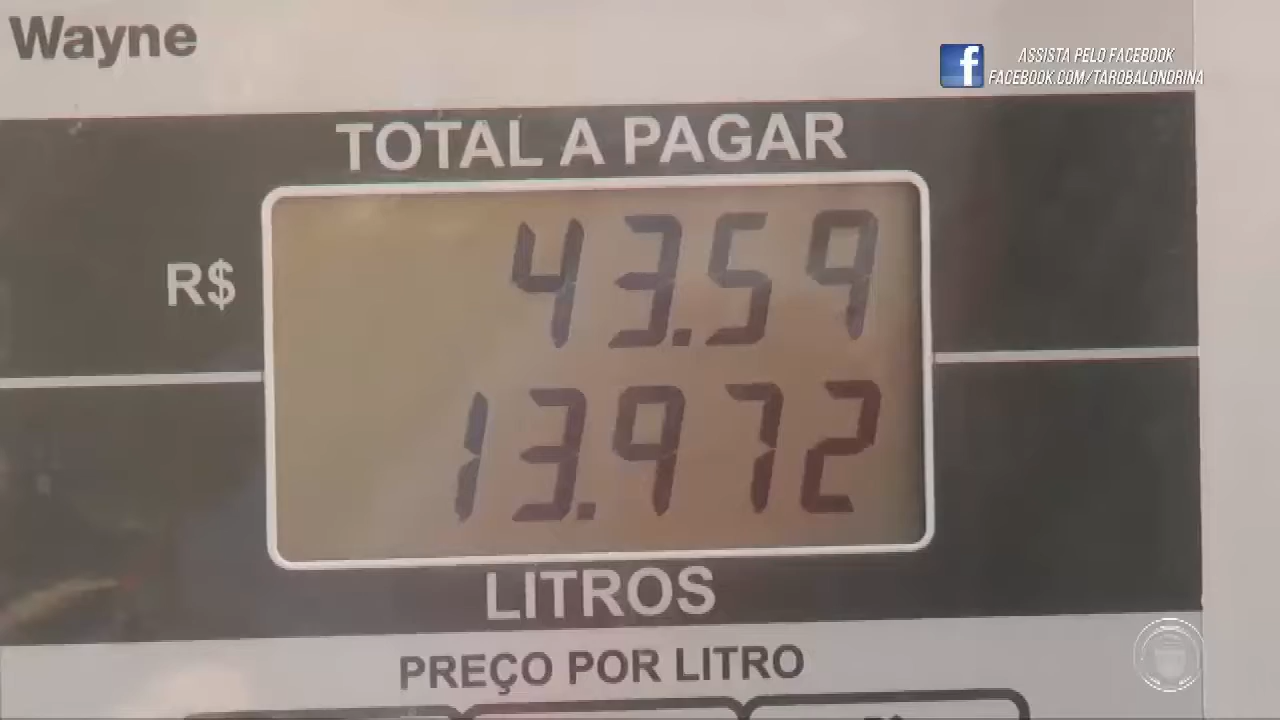 Wayne
ASSISTA PELO FACEBOOK
FACEBOOK.COM/TAROBALONDRINA
TOTAL A PAGAR
R$ 43.59
13.972
LITROS
PREÇO POR LITRO